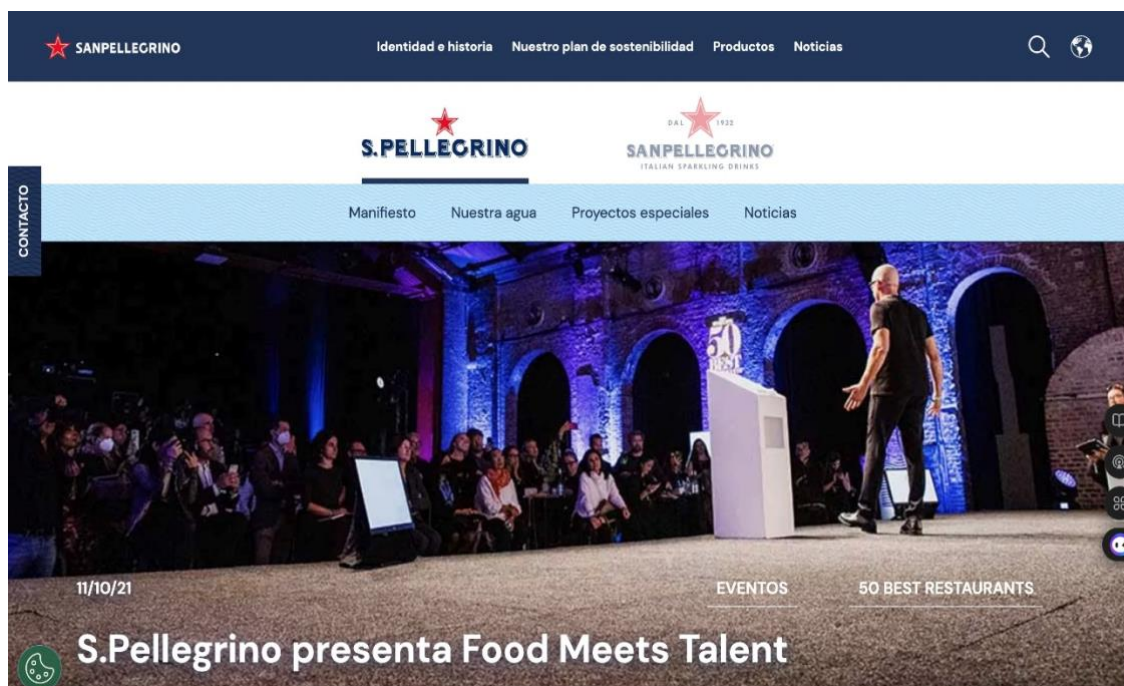 SANPELLEGRINO
Identidad e historia Nuestro plan de sostenibilidad Productos Noticias
S.PELLEGRINO
DAL 1932
SANPELLEGRINO
ITALIAN SPARKLING DRINKS
CONTACTO
Manifiesto Nuestra agua Proyectos especiales Noticias
50
BEST
11/10/21
EVENTOS 50 BEST RESTAURANTS
S.Pellegrino presenta Food Meets Talent